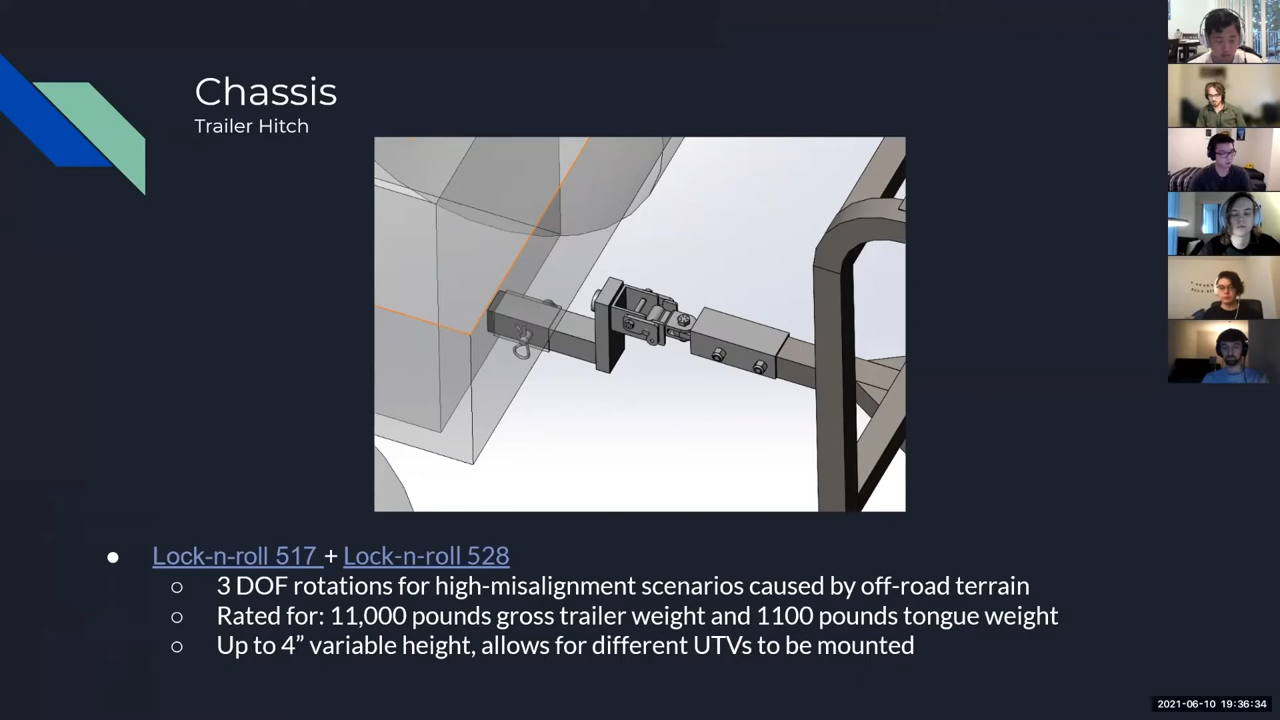 Chassis
Trailer Hitch
● Lock-n-roll 517 + Lock-n-roll 528
○ 3 DOF rotations for high-misalignment scenarios caused by off-road terrain
○ Rated for: 11,000 pounds gross trailer weight and 1100 pounds tongue weight
○ Up to 4” variable height, allows for different UTVs to be mounted
2021-06-10 19:36:34